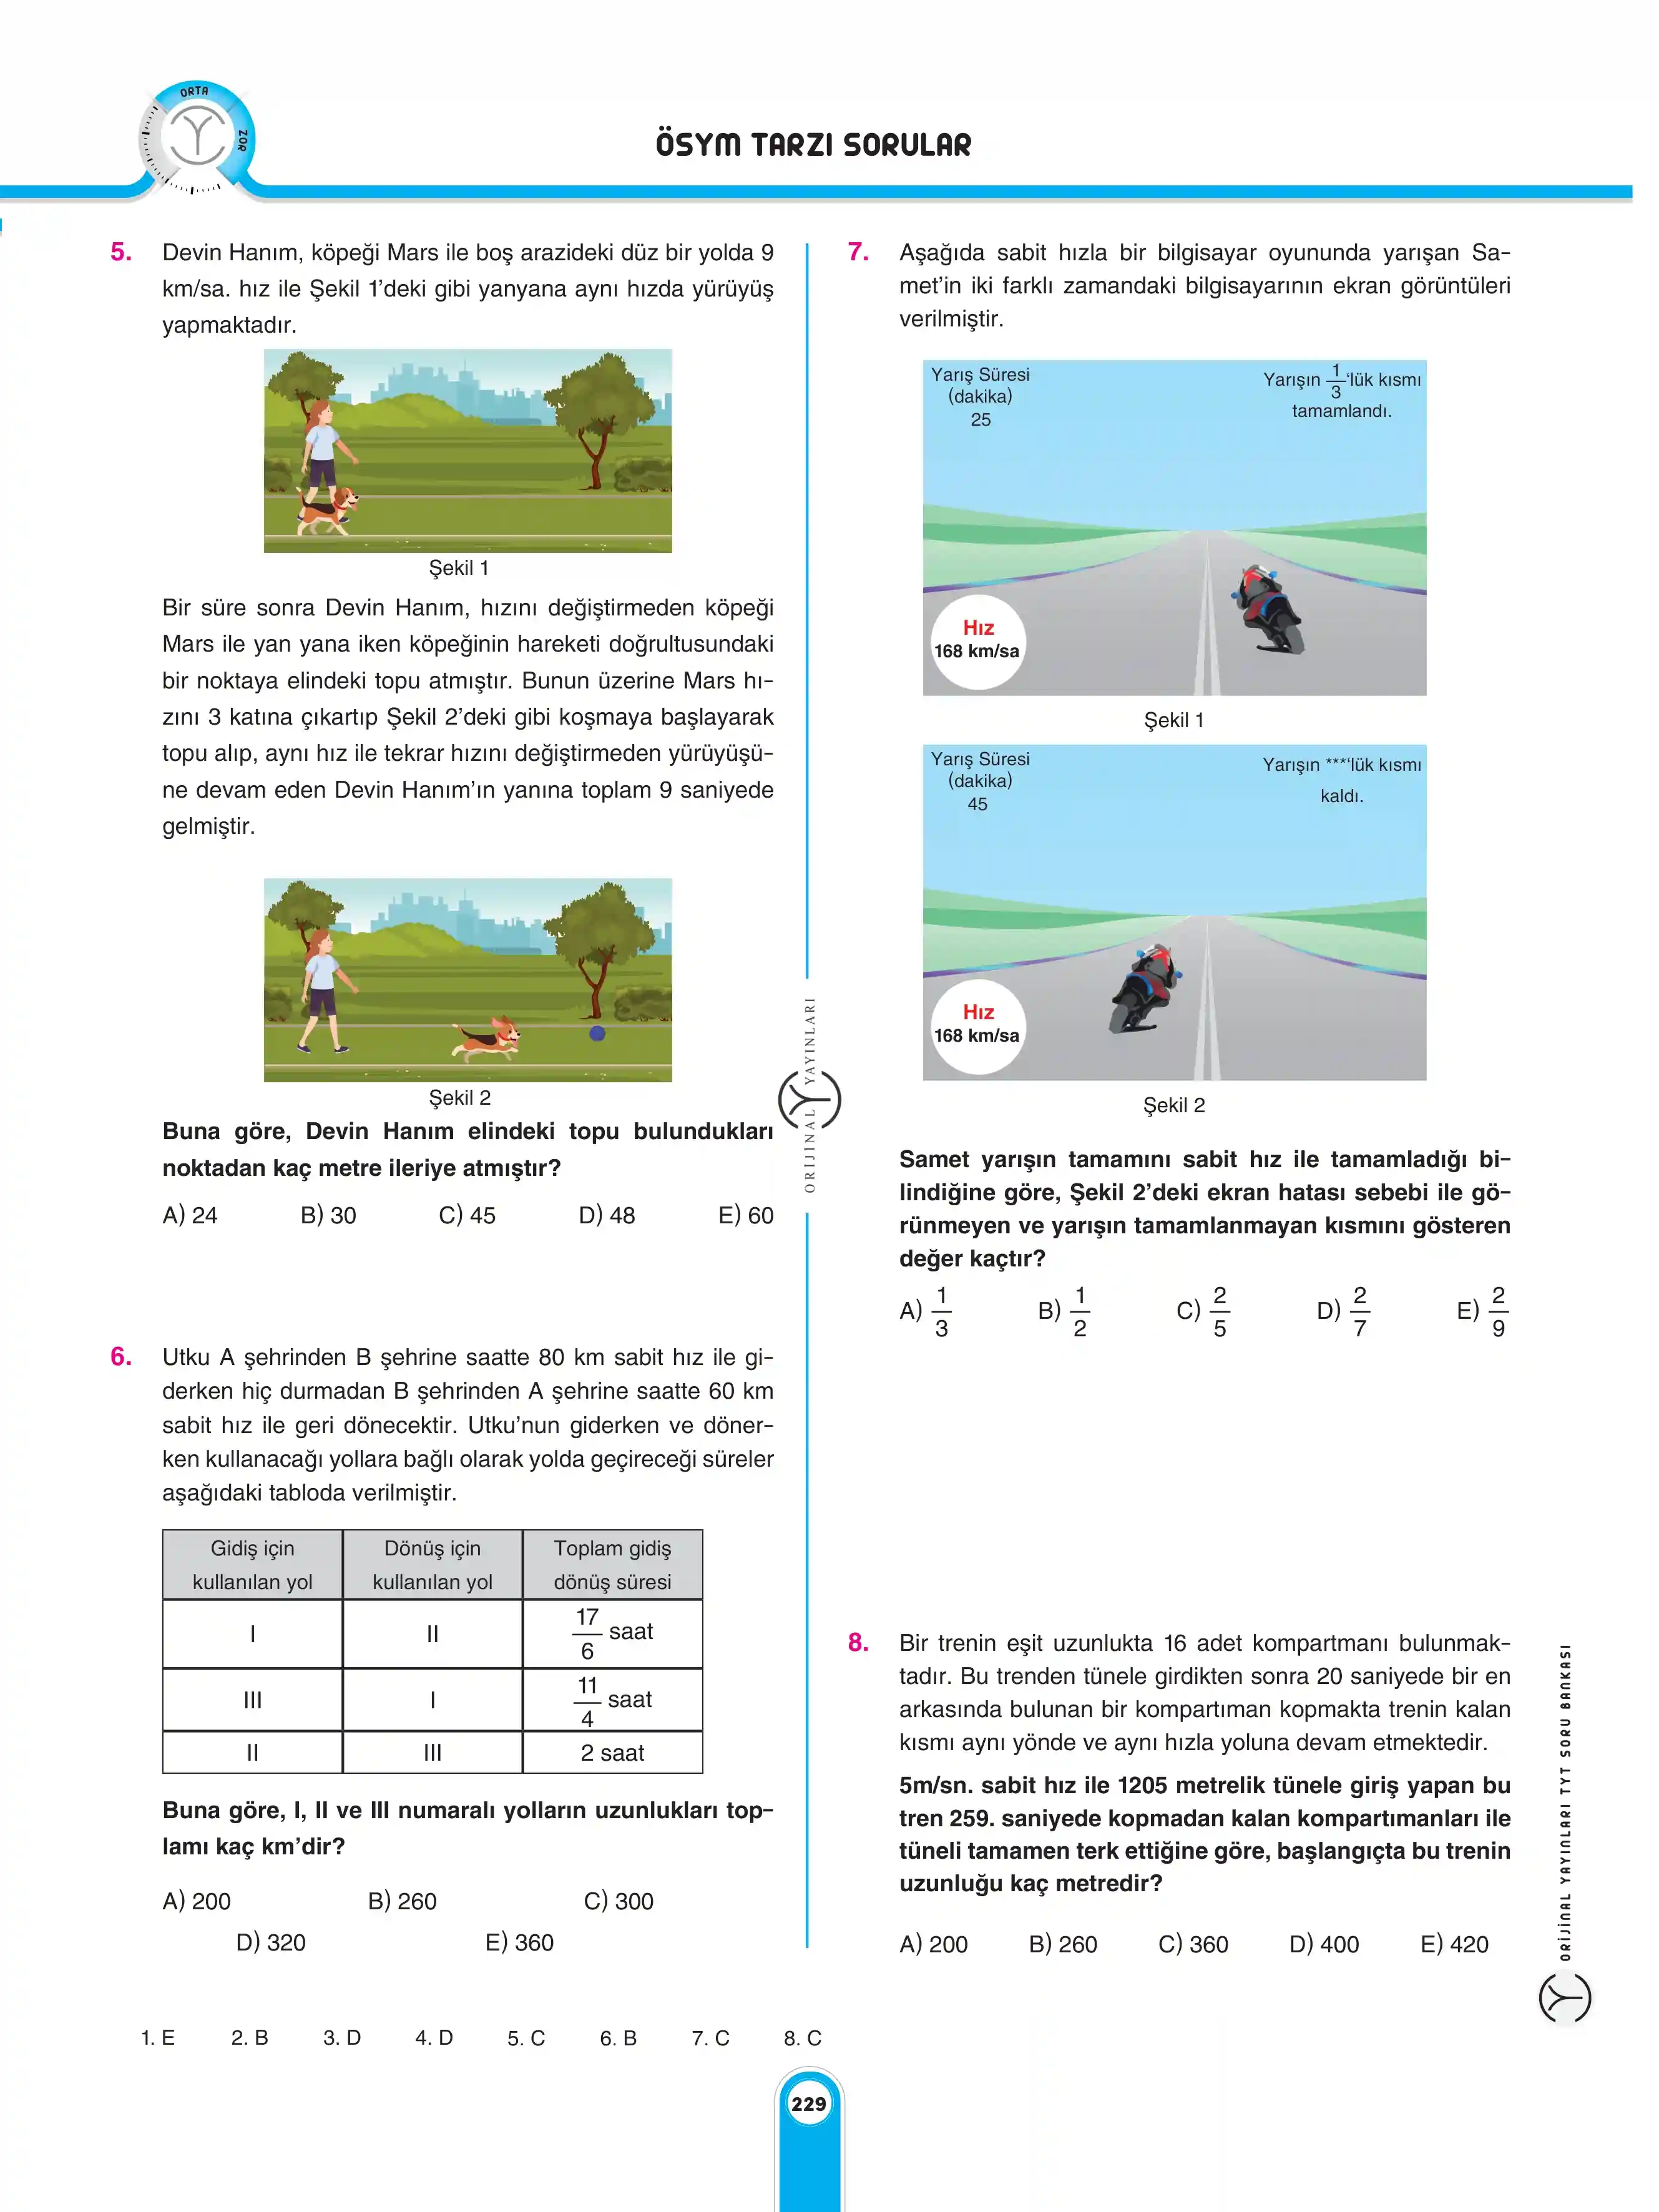 ORTA
ZOR
ÖSYM TARZI SORULAR
5. Devin Hanım, köpeği Mars ile boş arazideki düz bir yolda 9
km/sa. hız ile Şekil 1’deki gibi yanyana aynı hızda yürüyüş
yapmaktadır.
Şekil 1
Bir süre sonra Devin Hanım, hızını değiştirmeden köpeği
Mars ile yan yana iken köpeğinin hareketi doğrultusundaki
bir noktaya elindeki topu atmıştır. Bunun üzerine Mars hı-
zını 3 katına çıkartıp Şekil 2’deki gibi koşmaya başlayarak
topu alıp, aynı hız ile tekrar hızını değiştirmeden yürüyüşü-
ne devam eden Devin Hanım’ın yanına toplam 9 saniyede
gelmiştir.
Şekil 2
Buna göre, Devin Hanım elindeki topu bulundukları
noktadan kaç metre ileriye atmıştır?
A) 24 B) 30 C) 45 D) 48 E) 60
6. Utku A şehrinden B şehrine saatte 80 km sabit hız ile gi-
derken hiç durmadan B şehrinden A şehrine saatte 60 km
sabit hız ile geri dönecektir. Utku’nun giderken ve döner-
ken kullanacağı yollara bağlı olarak yolda geçireceği süreler
aşağıdaki tabloda verilmiştir.
Gidiş için kullanılan yol Dönüş için kullanılan yol Toplam gidiş dönüş süresi
I II 17/6 saat
III I 11/4 saat
II III 2 saat
Buna göre, I, II ve III numaralı yolların uzunlukları top-
lamı kaç km’dir?
A) 200 B) 260 C) 300
D) 320 E) 360
ORİJİNAL YAYINLARI
7. Aşağıda sabit hızla bir bilgisayar oyununda yarışan Sa-
met’in iki farklı zamandaki bilgisayarının ekran görüntüleri
verilmiştir.
Yarış Süresi
(dakika)
25
Yarışın 1/3‘lük kısmı
tamamlandı.
Hız
168 km/sa
Şekil 1
Yarış Süresi
(dakika)
45
Yarışın ***‘lük kısmı
kaldı.
Hız
168 km/sa
Şekil 2
Samet yarışın tamamını sabit hız ile tamamladığı bi-
lindiğine göre, Şekil 2’deki ekran hatası sebebi ile gö-
rünmeyen ve yarışın tamamlanmayan kısmını gösteren
değer kaçtır?
A) 1/3 B) 1/2 C) 2/5 D) 2/7 E) 2/9
8. Bir trenin eşit uzunlukta 16 adet kompartmanı bulunmak-
tadır. Bu trenden tünele girdikten sonra 20 saniyede bir en
arkasında bulunan bir kompartıman kopmakta trenin kalan
kısmı aynı yönde ve aynı hızla yoluna devam etmektedir.
5m/sn. sabit hız ile 1205 metrelik tünele giriş yapan bu
tren 259. saniyede kopmadan kalan kompartımanları ile
tüneli tamamen terk ettiğine göre, başlangıçta bu trenin
uzunluğu kaç metredir?
A) 200 B) 260 C) 360 D) 400 E) 420
ORİJİNAL YAYINLARI TYT SORU BANKASI
1. E 2. B 3. D 4. D 5. C 6. B 7. C 8. C
229